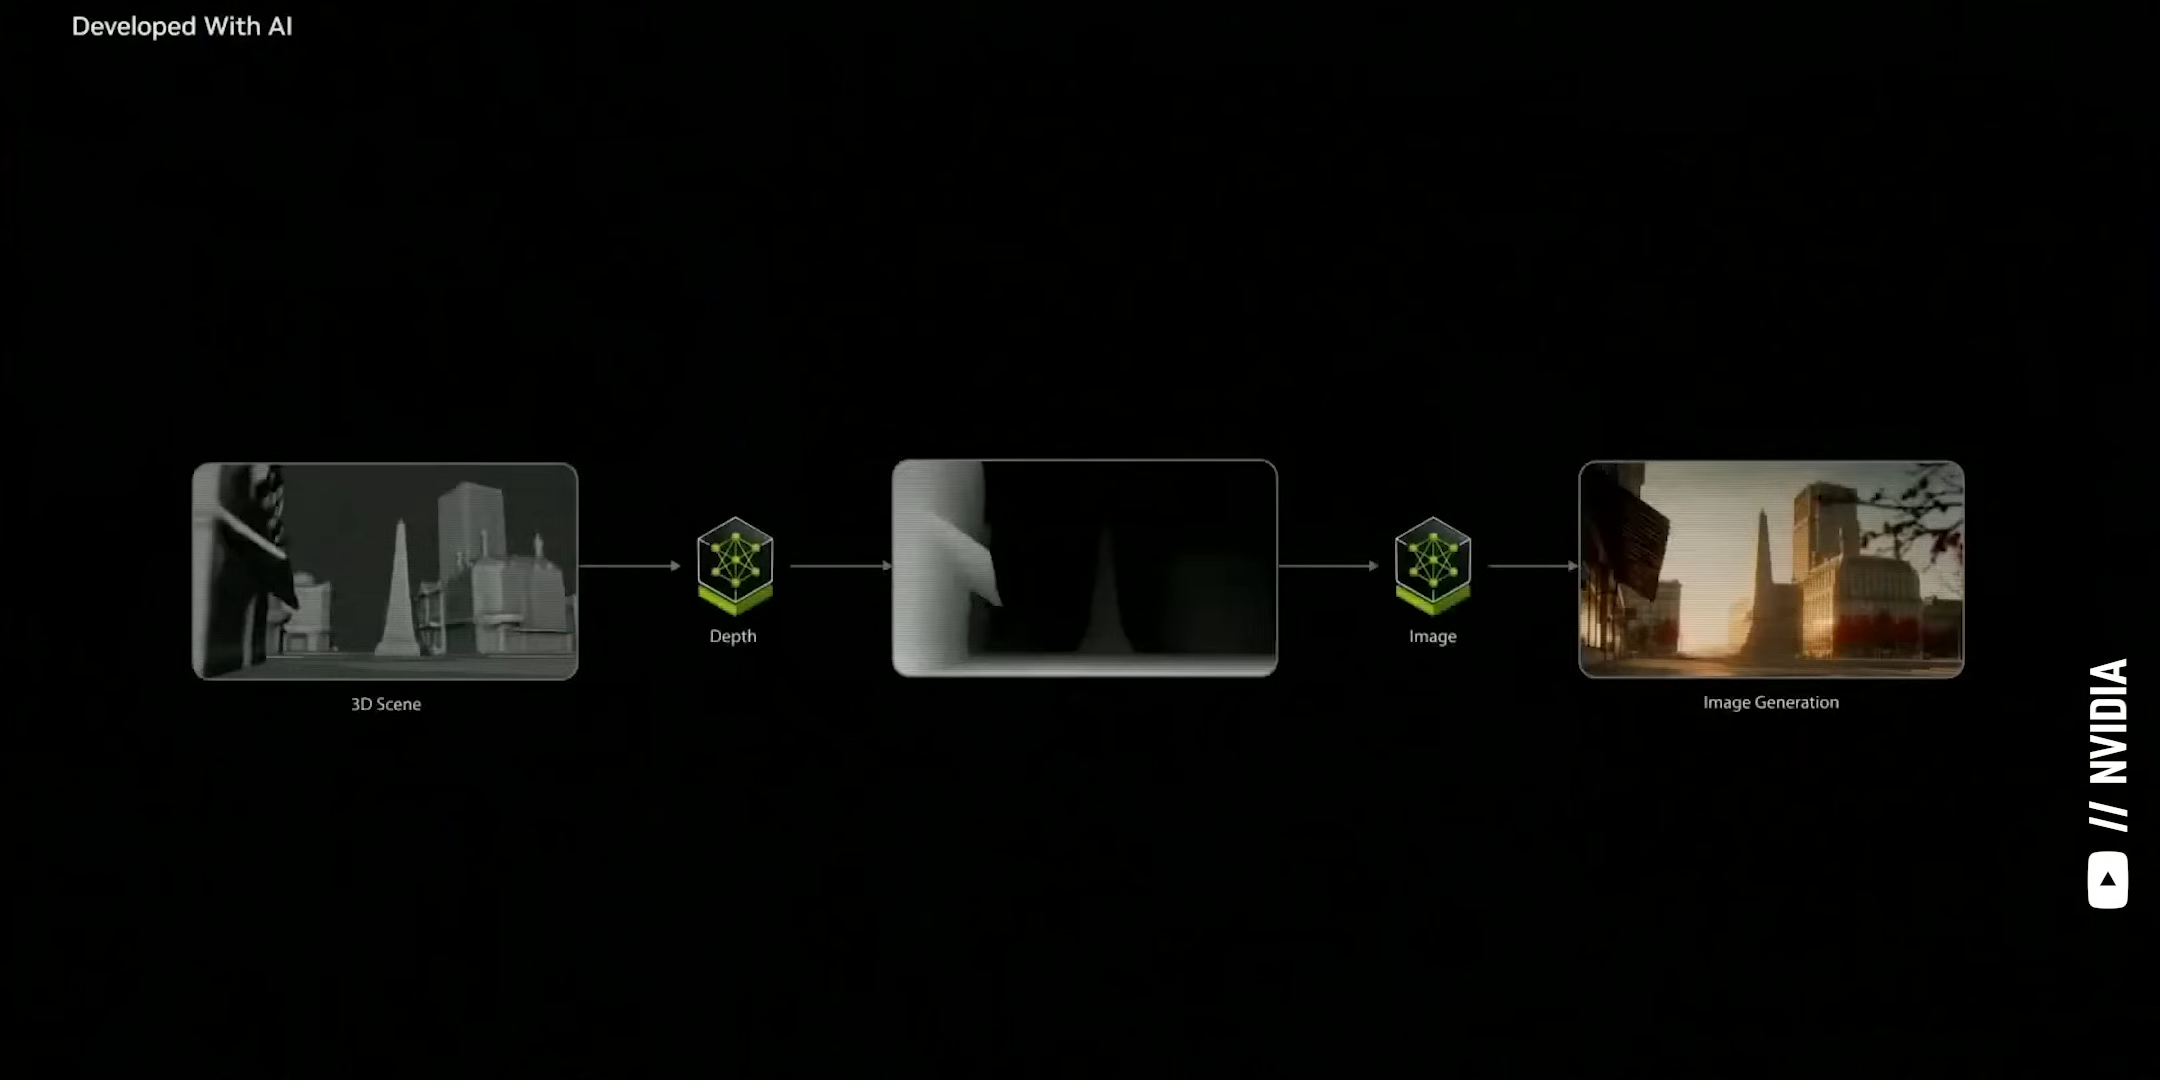 Developed With AI
Depth
Image
3D Scene
Image Generation
// NVIDIA